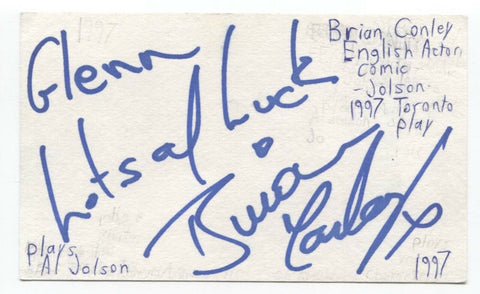 1997
Glenn
Lots of Luck
Brian
Conley x
Brian Conley
English Actor
comic
-Jolson-
1997 Toronto
play
plays
Al Jolson
1997